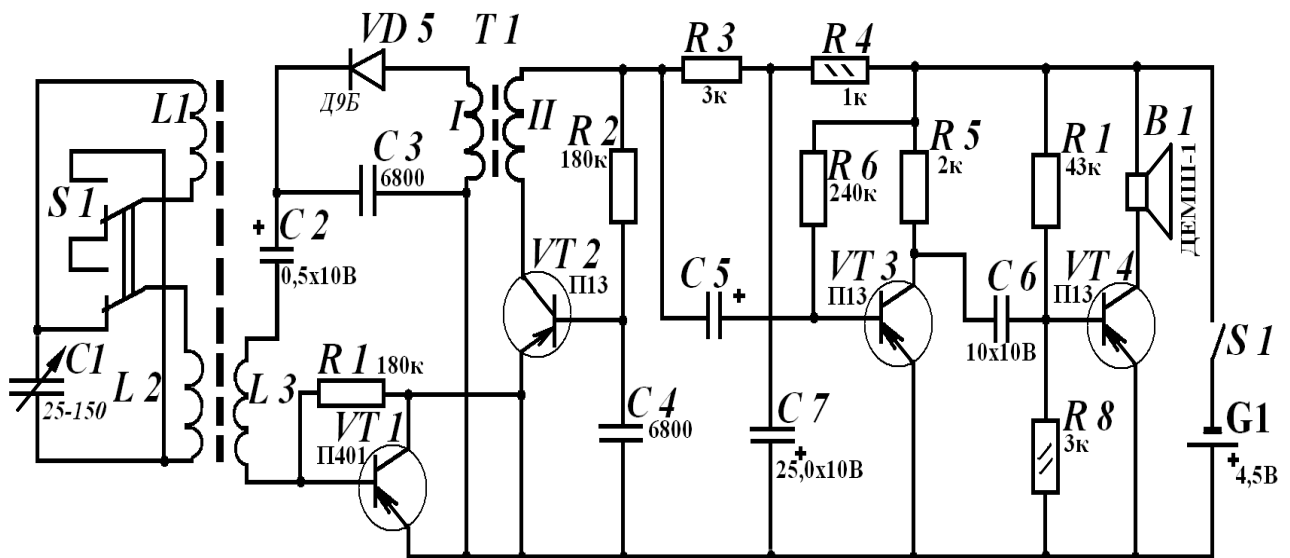 VD 5
T 1
Д9Б
R 3
3к
R 4
1к
L1
I
II
C 3
6800
R 2
180к
R 6
240к
R 5
2к
R 1
43к
B 1
ДЕМШ-1
S 1
C 2
+
0,5х10В
VT 2
П13
C 5
+
VT 3
П13
C 6
10х10В
VT 4
П13
S 1
C1
25-150
L 2
L 3
R 1 180к
VT 1
П401
C 4
6800
C 7
+
25,0х10В
R 8
3к
G1
+
4,5В